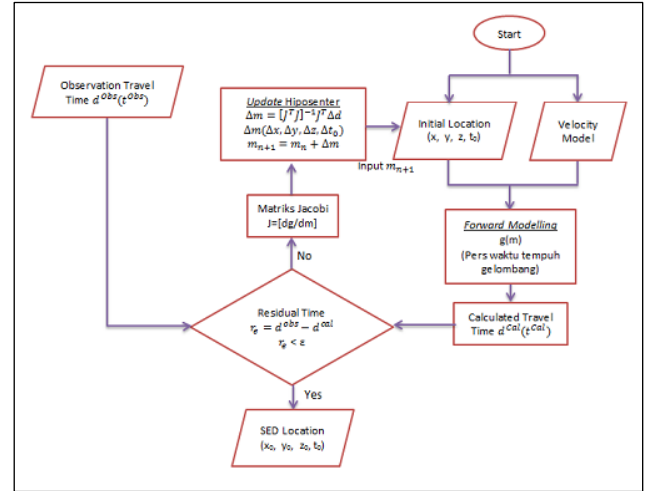 Start
Observation Travel
Time d^Obs(t^Obs)
Update Hiposenter
Δm = [J^T J]^-1 J^T Δd
Δm(Δx, Δy, Δz, Δt₀)
m_n+1 = m_n + Δm
Initial Location
(x, y, z, t₀)
Velocity
Model
Input m_n+1
Matriks Jacobi
J=[dg/dm]
Forward Modelling
g(m)
(Pers waktu tempuh
gelombang)
No
Residual Time
r_e = d^obs − d^cal
r_e < ε
Calculated Travel
Time d^Cal(t^Cal)
Yes
SED Location
(x₀, y₀, z₀, t₀)